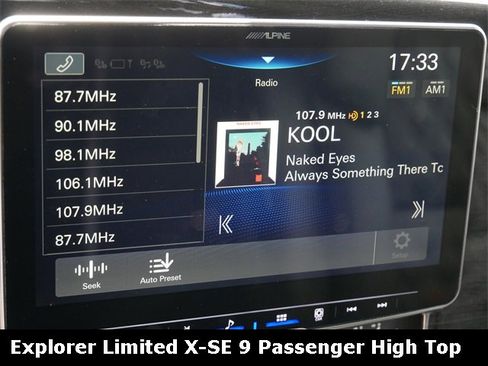 ALPINE
Radio
17:33
FM1 AM1
87.7MHz
90.1MHz
98.1MHz
106.1MHz
107.9MHz
87.7MHz
107.9 MHz HD 1 2 3
KOOL
Naked Eyes
Always Something There To
Seek
Auto Preset
Setup
Explorer Limited X-SE 9 Passenger High Top